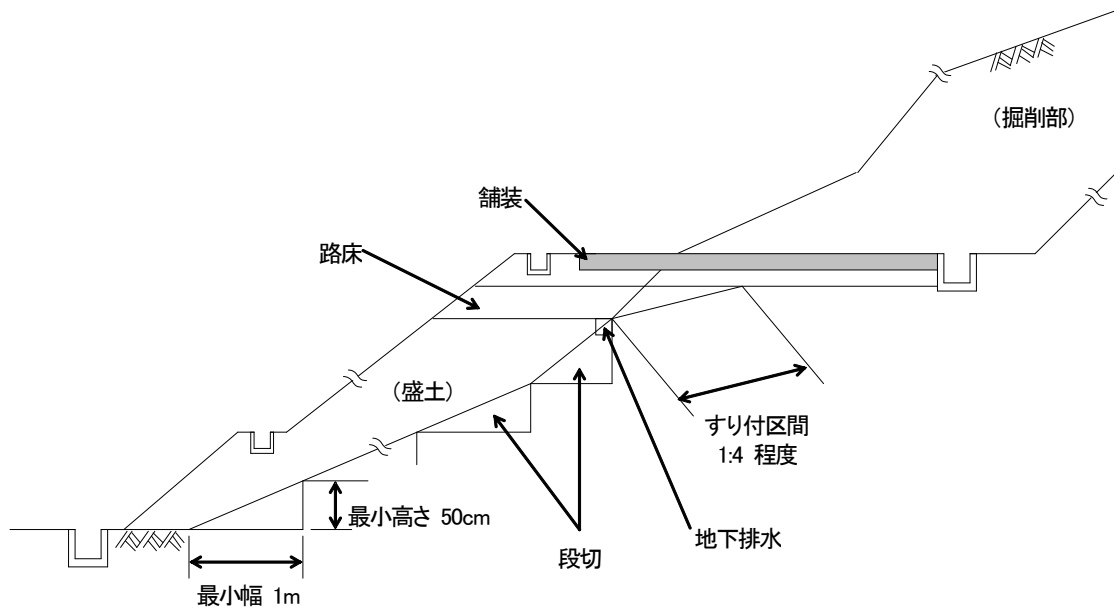 （掘削部）
舗装
路床
（盛土）
すり付区間
1:4 程度
最小高さ 50cm
地下排水
段切
最小幅 1m